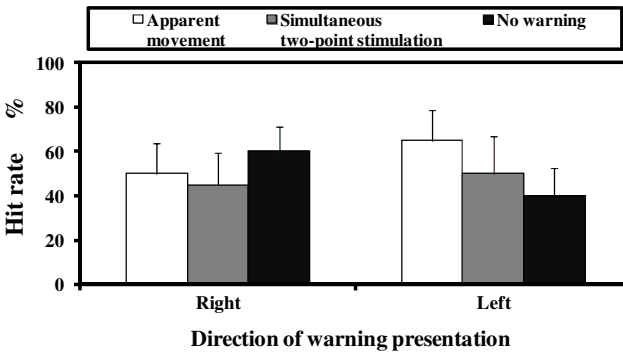 Apparent movement
Simultaneous two-point stimulation
No warning
Hit rate %
100
80
60
40
20
0
Right
Left
Direction of warning presentation